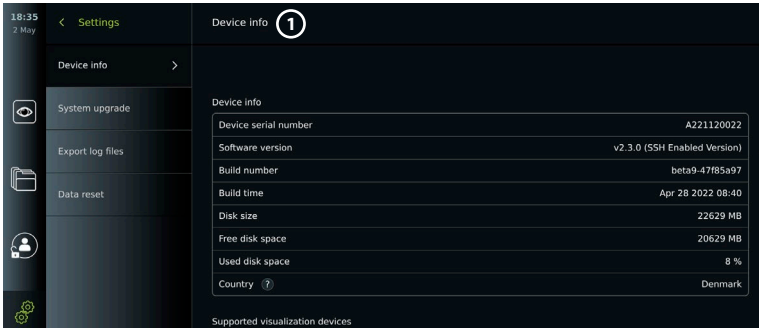 18:35
2 May
Settings
Device info
1
Device info
System upgrade
Export log files
Data reset
Device info
Device serial number A221120022
Software version v2.3.0 (SSH Enabled Version)
Build number beta9-47f85a97
Build time Apr 28 2022 08:40
Disk size 22629 MB
Free disk space 20629 MB
Used disk space 8 %
Country ? Denmark
Supported visualization devices